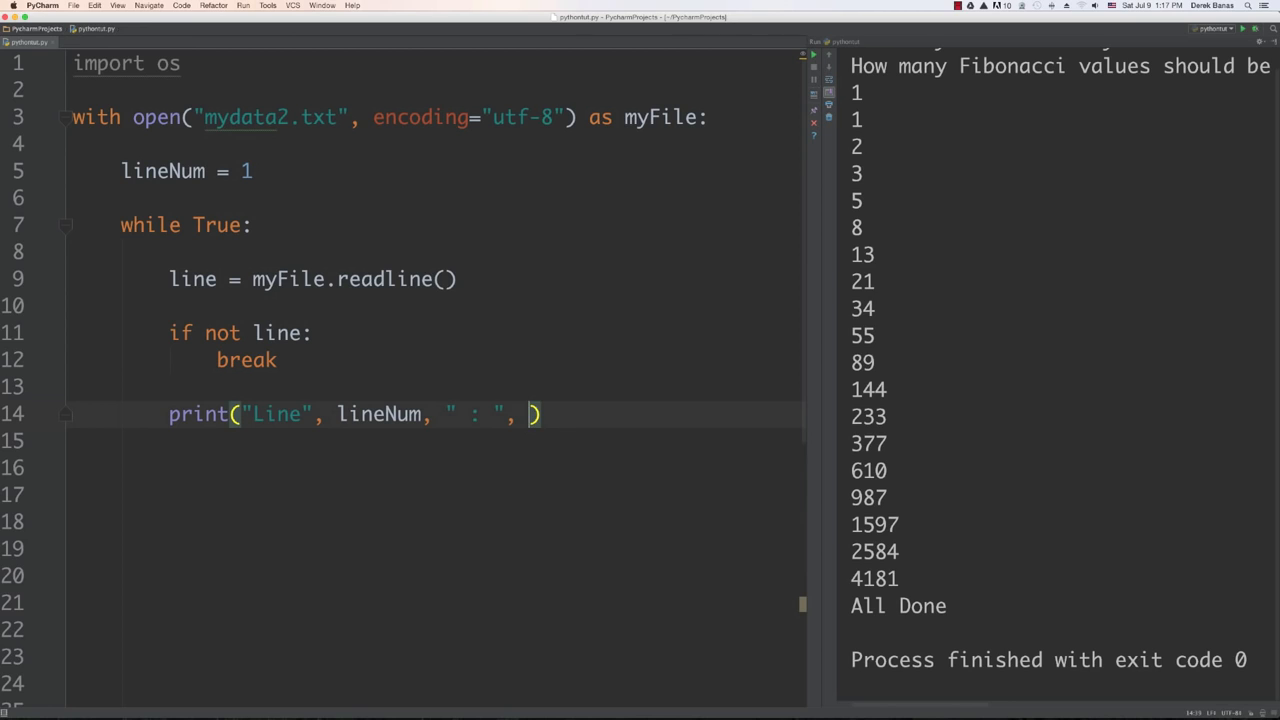 PyCharm File Edit View Navigate Code Refactor Run Tools VCS Window Help
10 Sat Jul 9 1:17 PM Derek Banas
pythontut.py - PycharmProjects - [~/PycharmProjects]
PycharmProjects pythontut.py pythontut
pythontut.py
Run pythontut
1 import os
2
3 with open("mydata2.txt", encoding="utf-8") as myFile:
4
5 lineNum = 1
6
7 while True:
8
9 line = myFile.readline()
10
11 if not line:
12 break
13
14 print("Line", lineNum, " : ", )
15
16
17
18
19
20
21
22
23
24
How many Fibonacci values should be
1
1
2
3
5
8
13
21
34
55
89
144
233
377
610
987
1597
2584
4181
All Done
Process finished with exit code 0